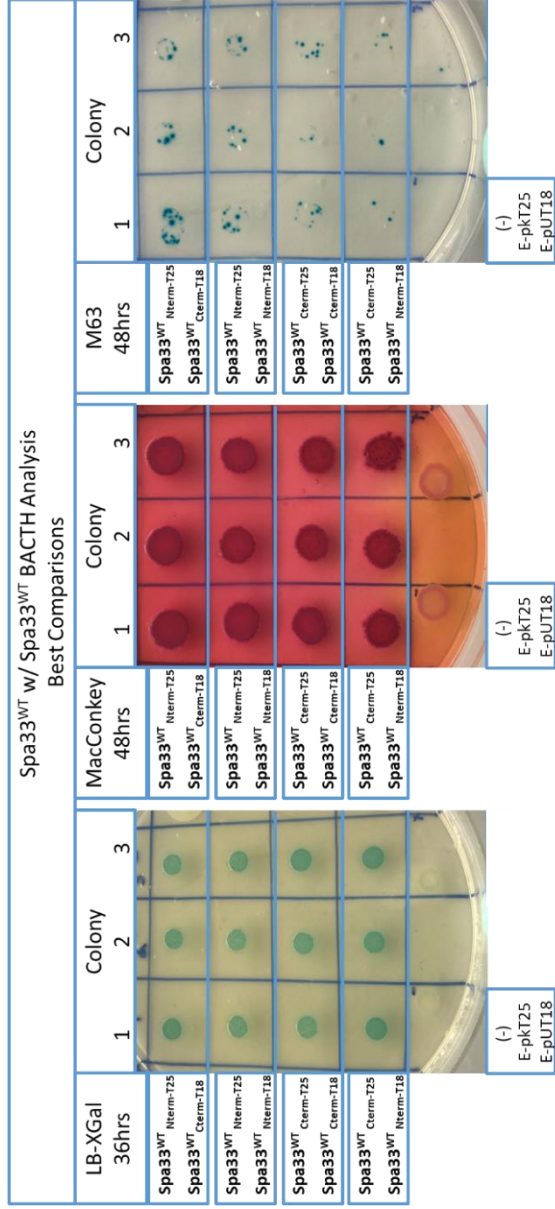 Spa33WT w/ Spa33WT BACTH Analysis
Best Comparisons
LB-XGal
36hrs
Colony
1 2 3
Spa33WT Nterm-T25
Spa33WT Cterm-T18
Spa33WT Nterm-T25
Spa33WT Nterm-T18
Spa33WT Cterm-T25
Spa33WT Cterm-T18
Spa33WT Cterm-T25
Spa33WT Nterm-T18
(-)
E-pkT25
E-pUT18
MacConkey
48hrs
Colony
1 2 3
Spa33WT Nterm-T25
Spa33WT Cterm-T18
Spa33WT Nterm-T25
Spa33WT Nterm-T18
Spa33WT Cterm-T25
Spa33WT Cterm-T18
Spa33WT Cterm-T25
Spa33WT Nterm-T18
(-)
E-pkT25
E-pUT18
M63
48hrs
Colony
1 2 3
Spa33WT Nterm-T25
Spa33WT Cterm-T18
Spa33WT Nterm-T25
Spa33WT Nterm-T18
Spa33WT Cterm-T25
Spa33WT Cterm-T18
Spa33WT Cterm-T25
Spa33WT Nterm-T18
(-)
E-pkT25
E-pUT18